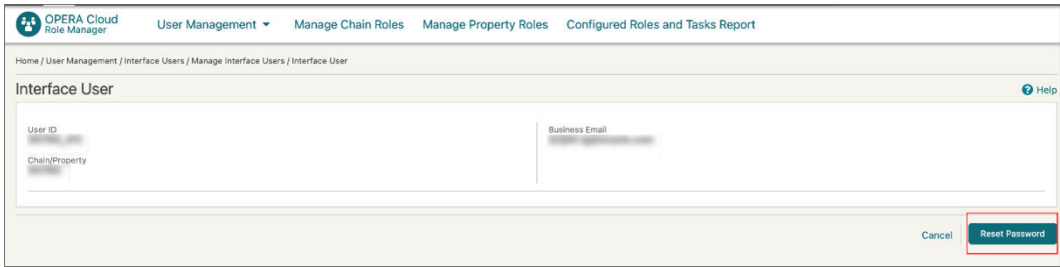 OPERA Cloud
Role Manager
User Management Manage Chain Roles Manage Property Roles Configured Roles and Tasks Report
Home / User Management / Interface Users / Manage Interface Users / Interface User
Interface User
Help
User ID
Business Email
Chain/Property
Cancel
Reset Password